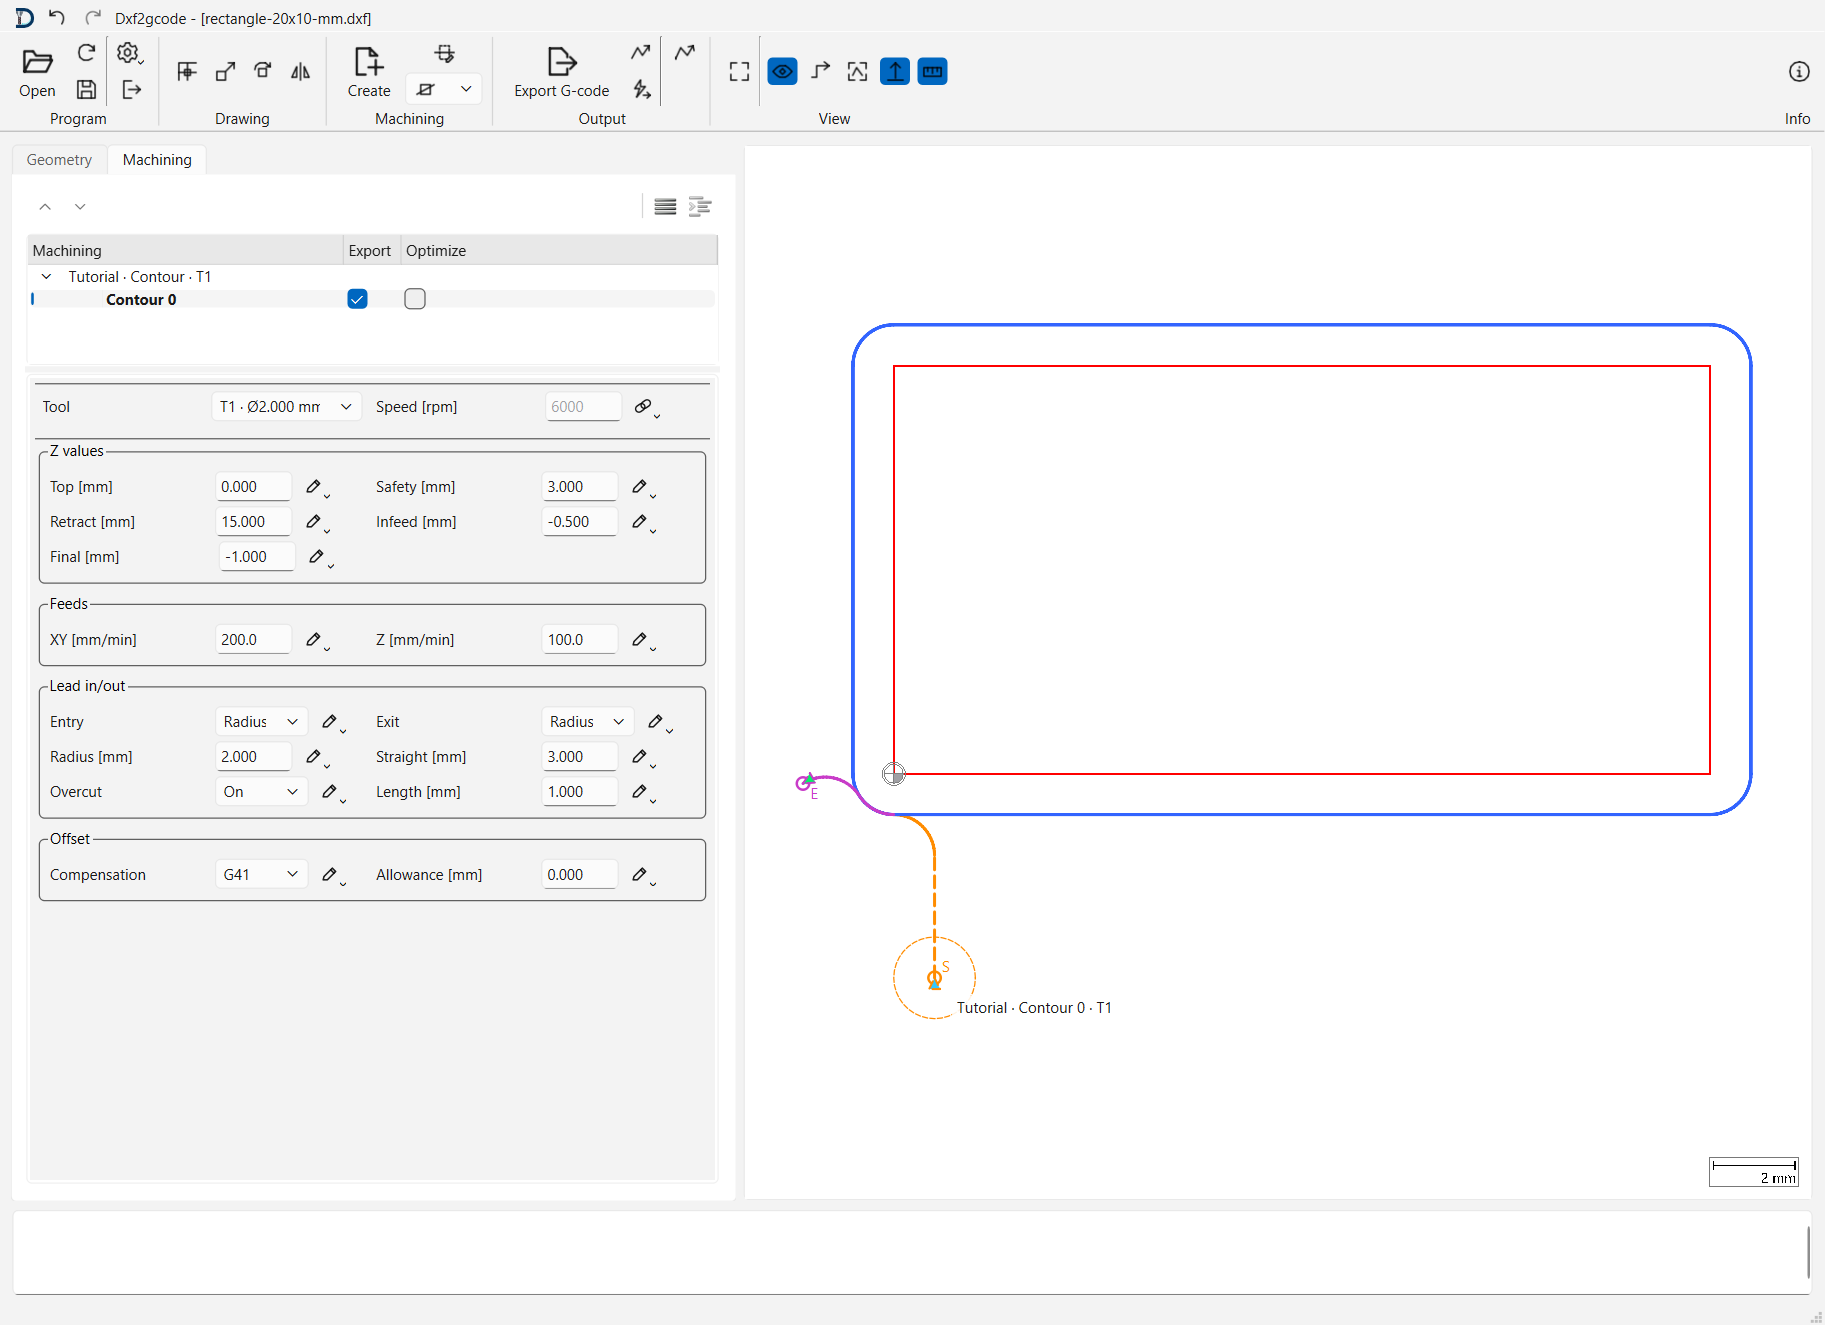 Dxf2gcode - [rectangle-20x10-mm.dxf]
Open
Create
Export G-code
Program
Drawing
Machining
Output
View
Info
Geometry
Machining
Machining Export Optimize
Tutorial · Contour · T1
Contour 0
Tool T1 · Ø2.000 mm Speed [rpm] 6000
Z values
Top [mm] 0.000 Safety [mm] 3.000
Retract [mm] 15.000 Infeed [mm] -0.500
Final [mm] -1.000
Feeds
XY [mm/min] 200.0 Z [mm/min] 100.0
Lead in/out
Entry Radius Exit Radius
Radius [mm] 2.000 Straight [mm] 3.000
Overcut On Length [mm] 1.000
Offset
Compensation G41 Allowance [mm] 0.000
E
S
Tutorial · Contour 0 · T1
2 mm